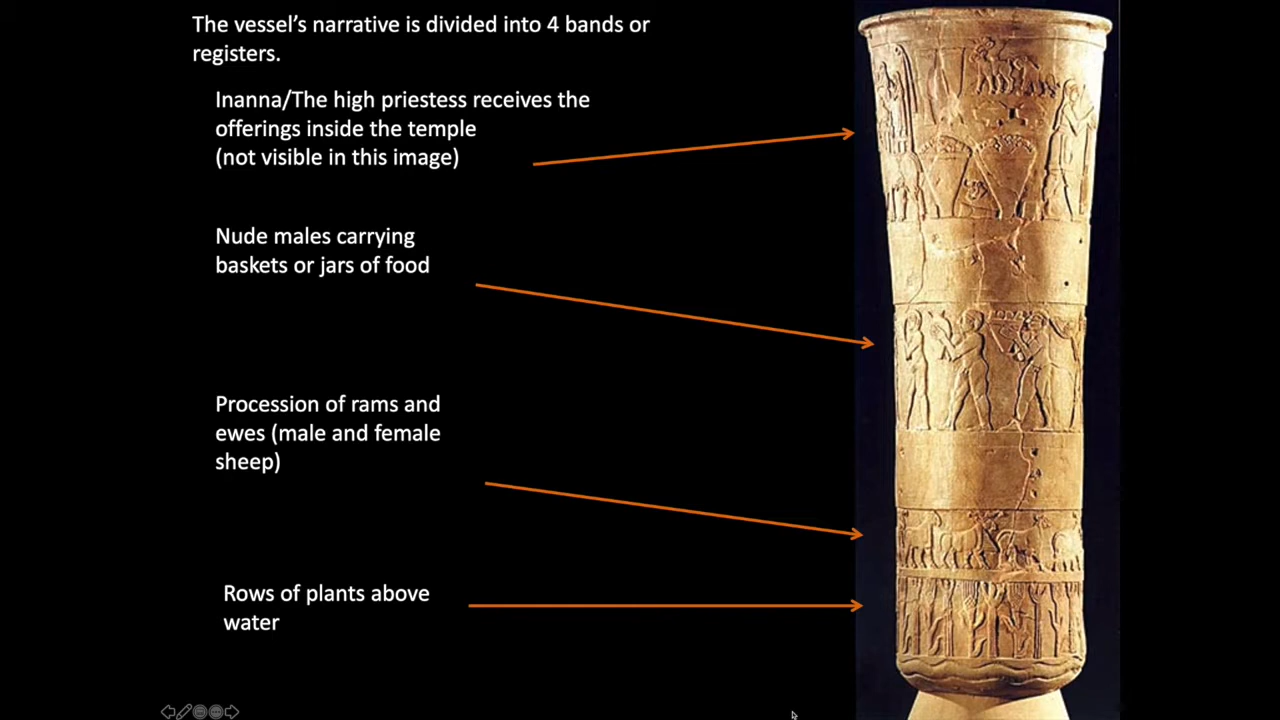 The vessel’s narrative is divided into 4 bands or
registers.
Inanna/The high priestess receives the
offerings inside the temple
(not visible in this image)
Nude males carrying
baskets or jars of food
Procession of rams and
ewes (male and female
sheep)
Rows of plants above
water